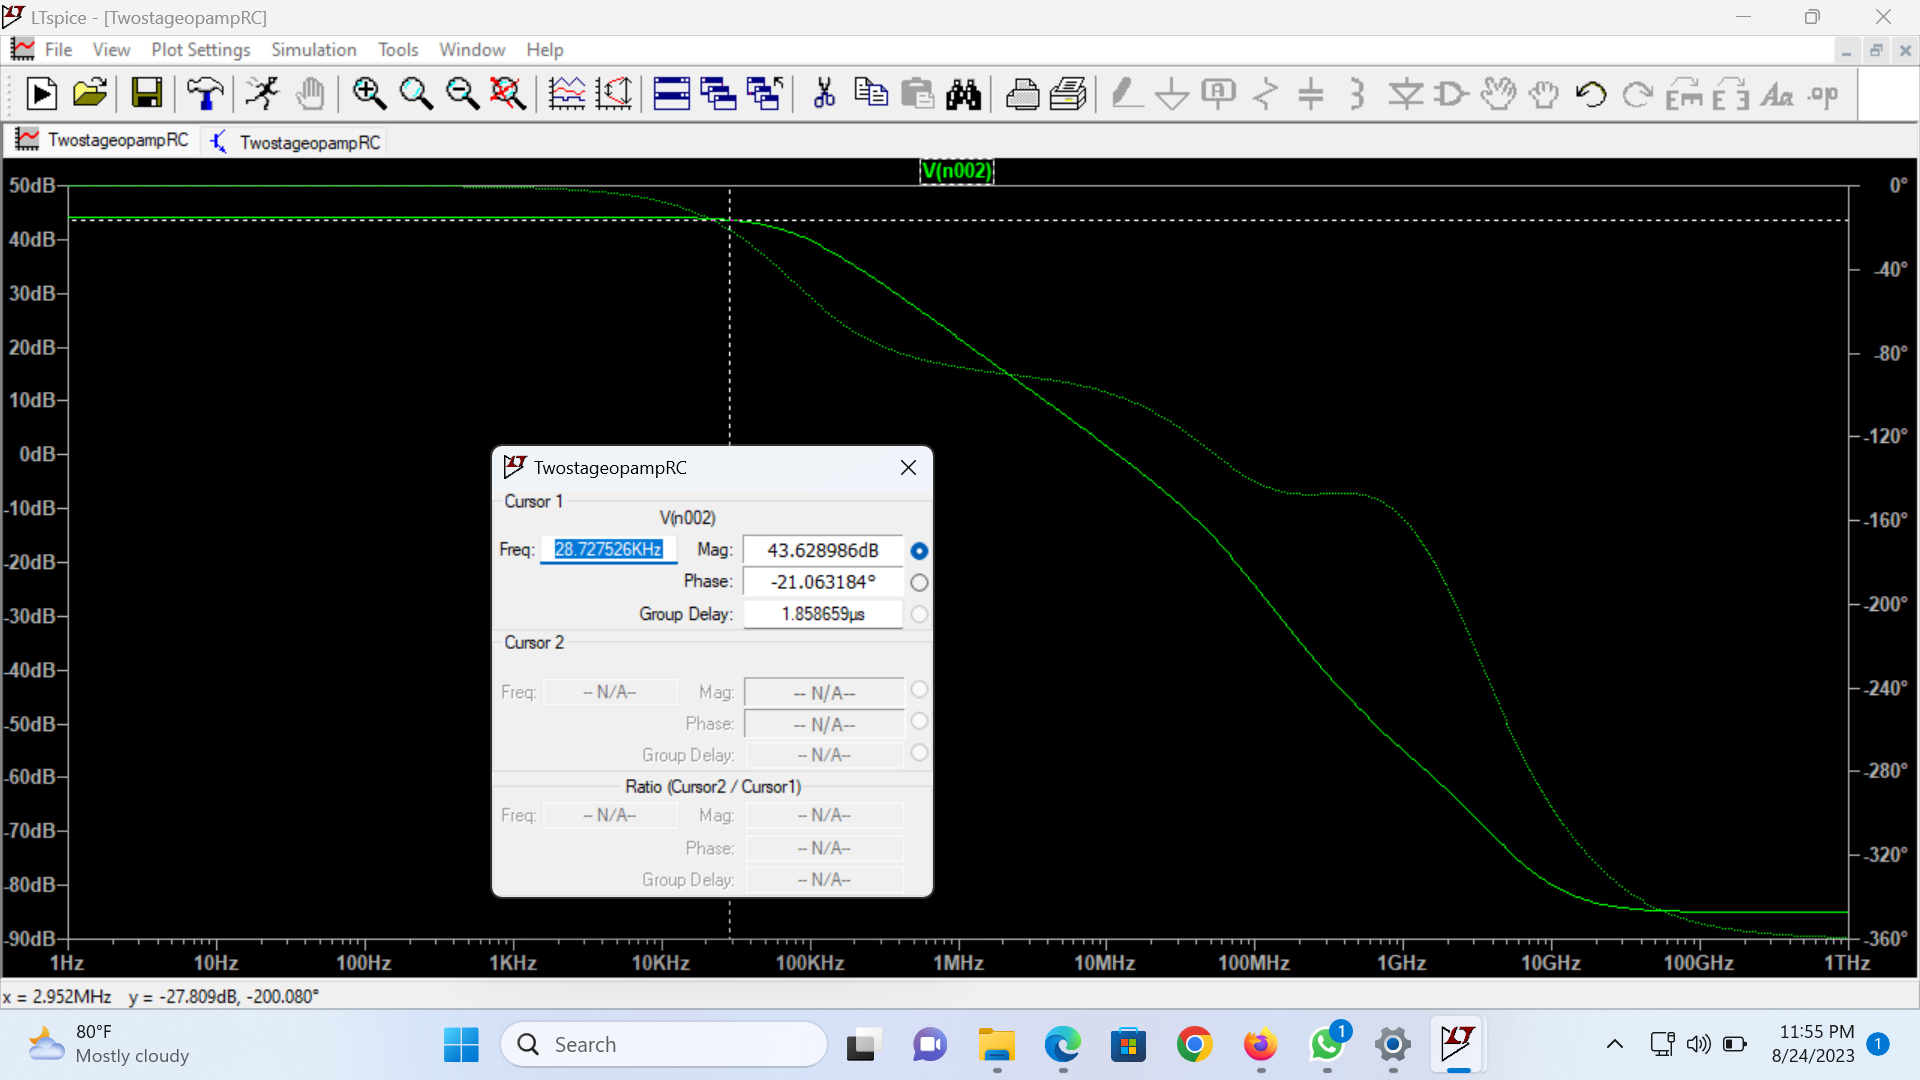 LTspice - [TwostageopampRC]
File View Plot Settings Simulation Tools Window Help
.op
TwostageopampRC TwostageopampRC
V(n002)
50dB
40dB
30dB
20dB
10dB
0dB
-10dB
-20dB
-30dB
-40dB
-50dB
-60dB
-70dB
-80dB
-90dB
0°
-40°
-80°
-120°
-160°
-200°
-240°
-280°
-320°
-360°
1Hz 10Hz 100Hz 1KHz 10KHz 100KHz 1MHz 10MHz 100MHz 1GHz 10GHz 100GHz 1THz
TwostageopampRC
Cursor 1
V(n002)
Freq: 28.727526KHz Mag: 43.628986dB
Phase: -21.063184°
Group Delay: 1.858659µs
Cursor 2
Freq: -- N/A-- Mag: -- N/A--
Phase: -- N/A--
Group Delay: -- N/A--
Ratio (Cursor2 / Cursor1)
Freq: -- N/A-- Mag: -- N/A--
Phase: -- N/A--
Group Delay: -- N/A--
x = 2.952MHz y = -27.809dB, -200.080°
80°F
Mostly cloudy
Search
1
11:55 PM
8/24/2023
1